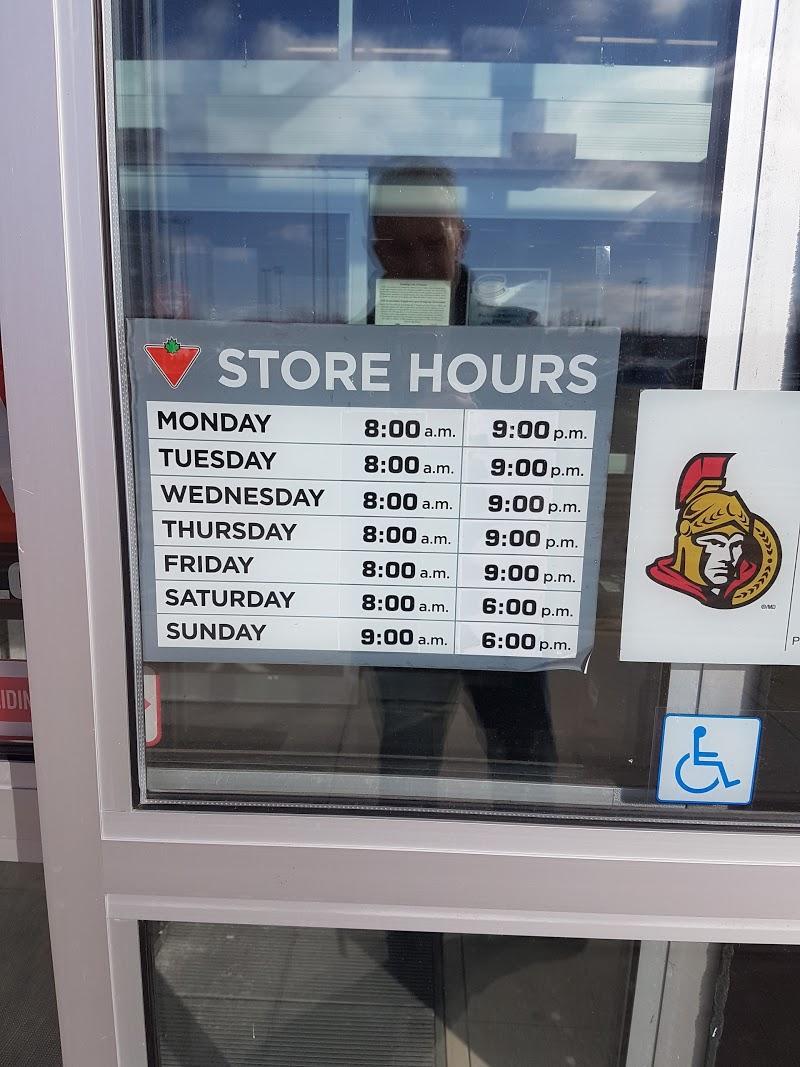 STORE HOURS
MONDAY 8:00 a.m. 9:00 p.m.
TUESDAY 8:00 a.m. 9:00 p.m.
WEDNESDAY 8:00 a.m. 9:00 p.m.
THURSDAY 8:00 a.m. 9:00 p.m.
FRIDAY 8:00 a.m. 9:00 p.m.
SATURDAY 8:00 a.m. 6:00 p.m.
SUNDAY 9:00 a.m. 6:00 p.m.
©/MD
P